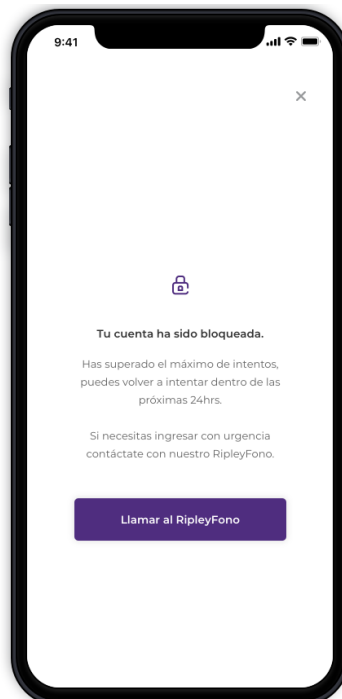 9:41
Tu cuenta ha sido bloqueada.
Has superado el máximo de intentos,
puedes volver a intentar dentro de las
próximas 24hrs.
Si necesitas ingresar con urgencia
contáctate con nuestro RipleyFono.
Llamar al RipleyFono